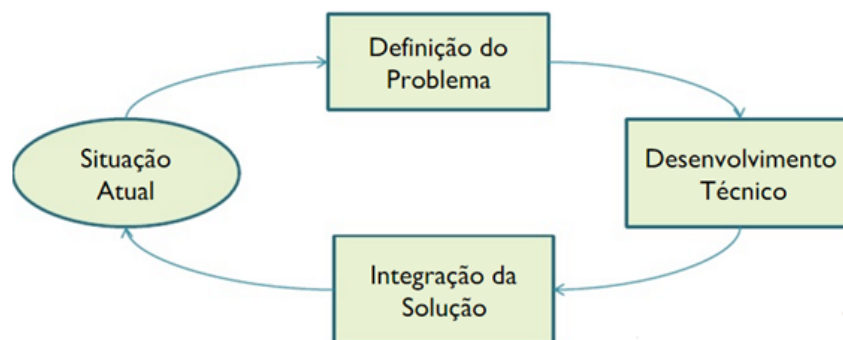 Definição do
Problema
Situação
Atual
Desenvolvimento
Técnico
Integração da
Solução